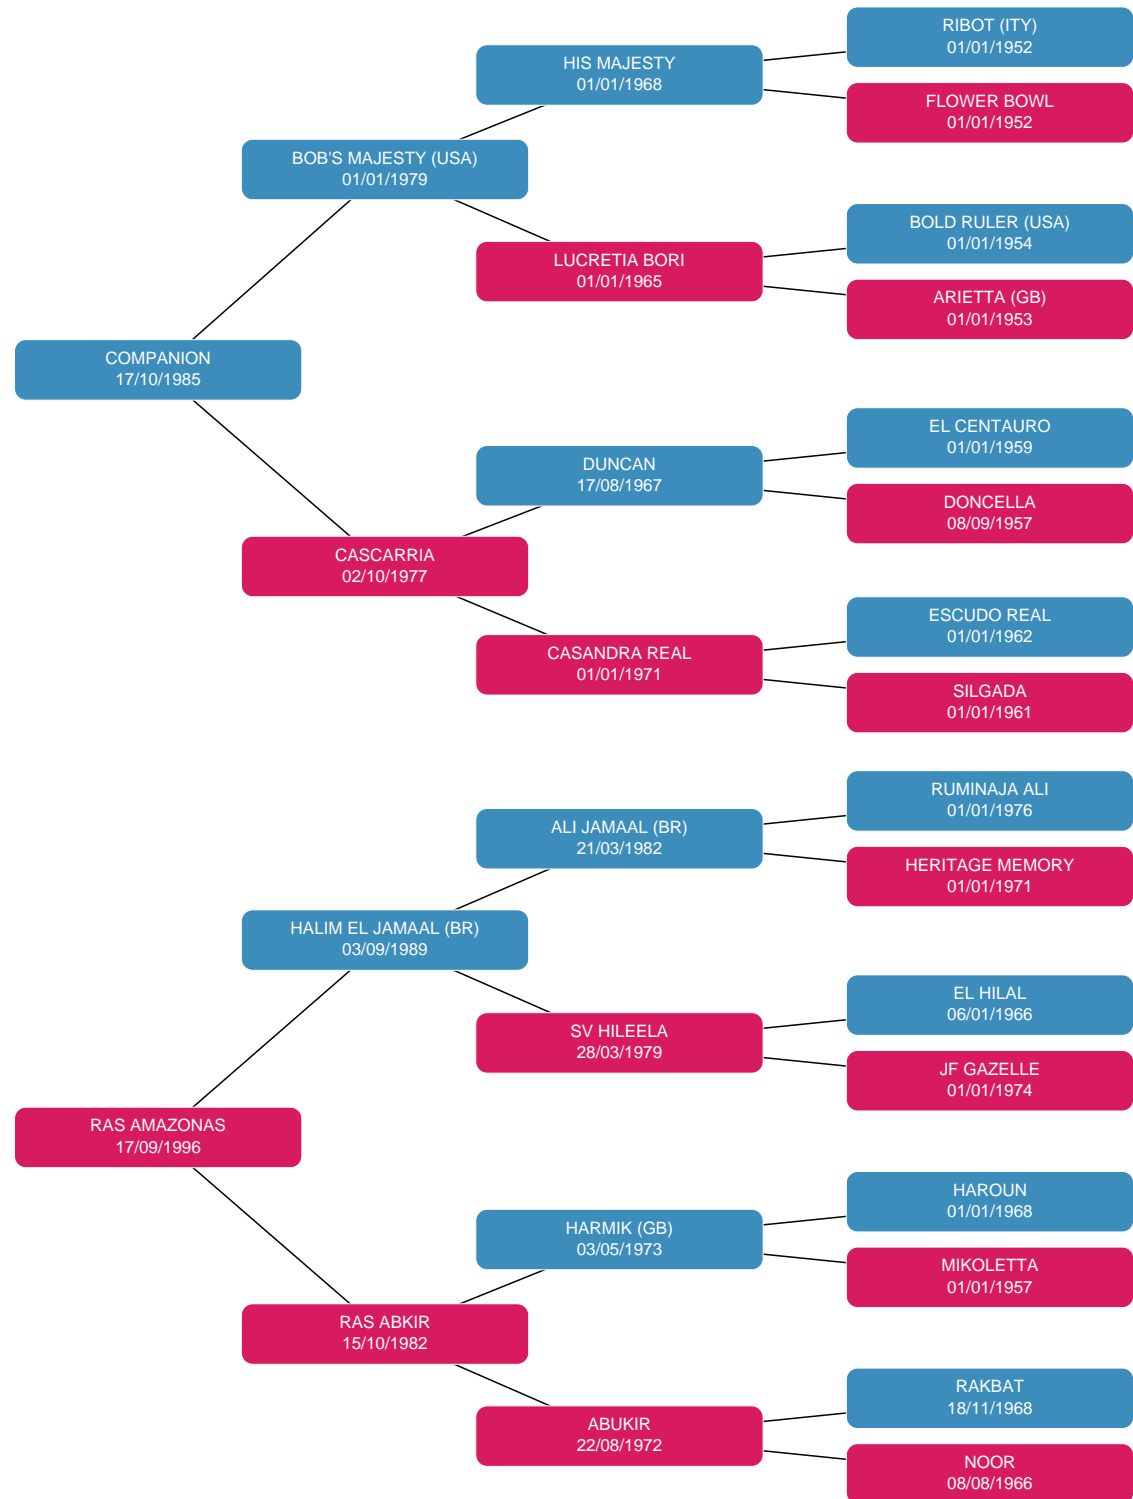 RIBOT (ITY)
01/01/1952
HIS MAJESTY
01/01/1968
FLOWER BOWL
01/01/1952
BOB'S MAJESTY (USA)
01/01/1979
BOLD RULER (USA)
01/01/1954
LUCRETIA BORI
01/01/1965
ARIETTA (GB)
01/01/1953
COMPANION
17/10/1985
EL CENTAURO
01/01/1959
DUNCAN
17/08/1967
DONCELLA
08/09/1957
CASCARRIA
02/10/1977
ESCUDO REAL
01/01/1962
CASANDRA REAL
01/01/1971
SILGADA
01/01/1961
RUMINAJA ALI
01/01/1976
ALI JAMAAL (BR)
21/03/1982
HERITAGE MEMORY
01/01/1971
HALIM EL JAMAAL (BR)
03/09/1989
EL HILAL
06/01/1966
SV HILEELA
28/03/1979
JF GAZELLE
01/01/1974
RAS AMAZONAS
17/09/1996
HAROUN
01/01/1968
HARMIK (GB)
03/05/1973
MIKOLETTA
01/01/1957
RAS ABKIR
15/10/1982
RAKBAT
18/11/1968
ABUKIR
22/08/1972
NOOR
08/08/1966